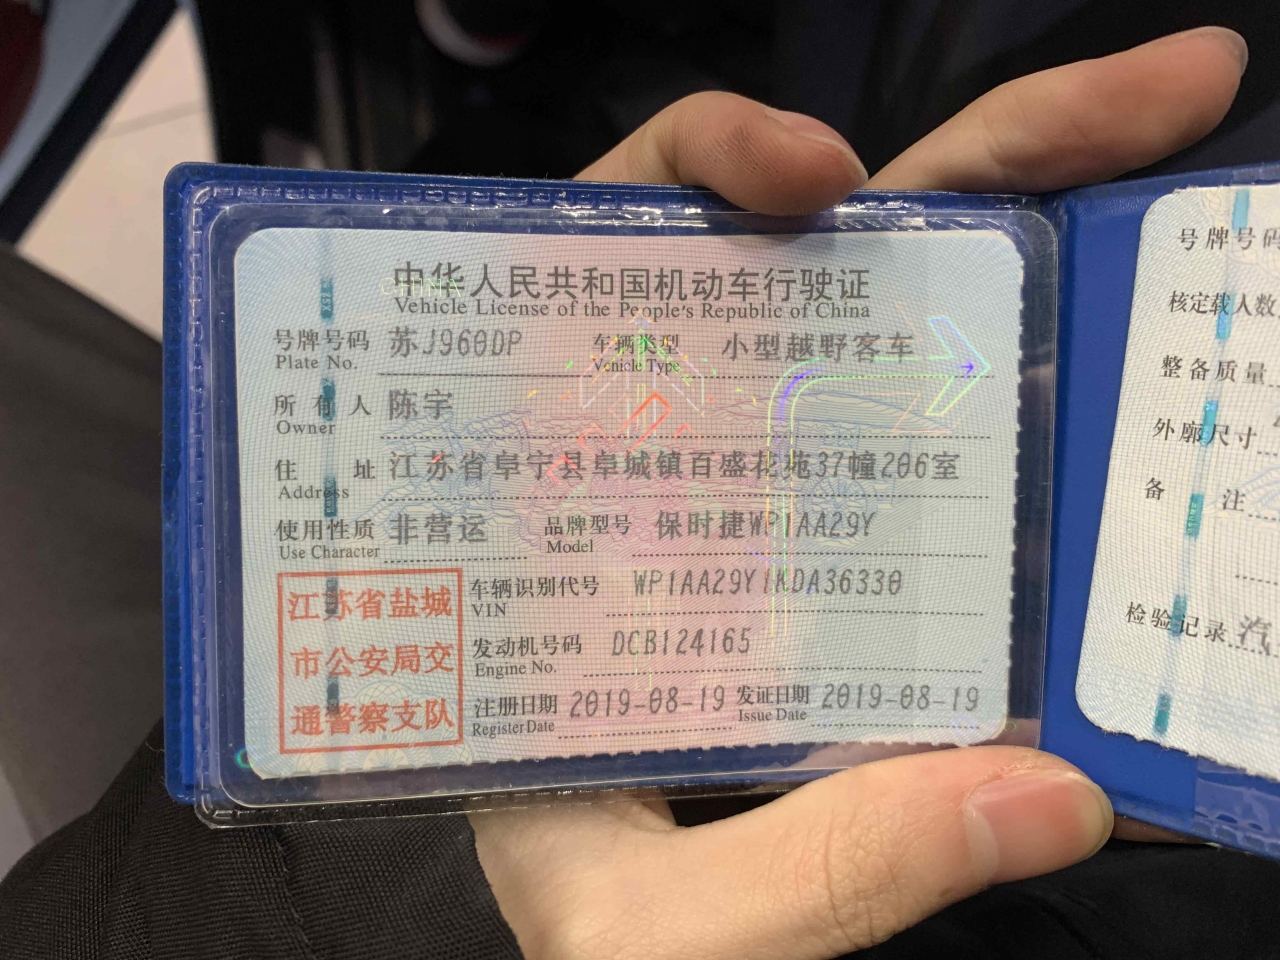 中华人民共和国机动车行驶证
CHINA
Vehicle License of the People's Republic of China
号牌号码 苏J960DP 车辆类型 小型越野客车
Plate No. Vehicle Type
所有人 陈宇
Owner
住址 江苏省阜宁县阜城镇百盛花苑37幢206室
Address
使用性质 非营运 品牌型号 保时捷WP1AA29Y
Use Character Model
车辆识别代号 WP1AA29Y1KDA36330
VIN
发动机号码 DCB124165
Engine No.
注册日期 2019-08-19 发证日期 2019-08-19
Register Date Issue Date
江苏省盐城
市公安局交
通警察支队
号牌号码
核定载人数
整备质量
外廓尺寸
备注
检验记录 汽